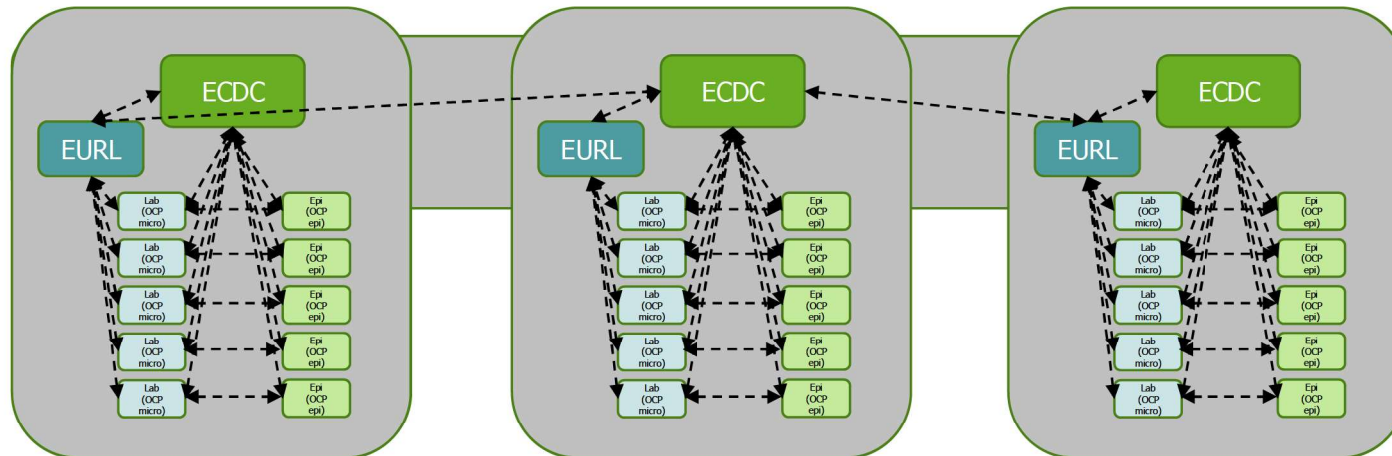 ECDC
EURL
Lab
(OCP
micro)
Epi
(OCP
epi)
Lab
(OCP
micro)
Epi
(OCP
epi)
Lab
(OCP
micro)
Epi
(OCP
epi)
Lab
(OCP
micro)
Epi
(OCP
epi)
Lab
(OCP
micro)
Epi
(OCP
epi)
ECDC
EURL
Lab
(OCP
micro)
Epi
(OCP
epi)
Lab
(OCP
micro)
Epi
(OCP
epi)
Lab
(OCP
micro)
Epi
(OCP
epi)
Lab
(OCP
micro)
Epi
(OCP
epi)
Lab
(OCP
micro)
Epi
(OCP
epi)
ECDC
EURL
Lab
(OCP
micro)
Epi
(OCP
epi)
Lab
(OCP
micro)
Epi
(OCP
epi)
Lab
(OCP
micro)
Epi
(OCP
epi)
Lab
(OCP
micro)
Epi
(OCP
epi)
Lab
(OCP
micro)
Epi
(OCP
epi)